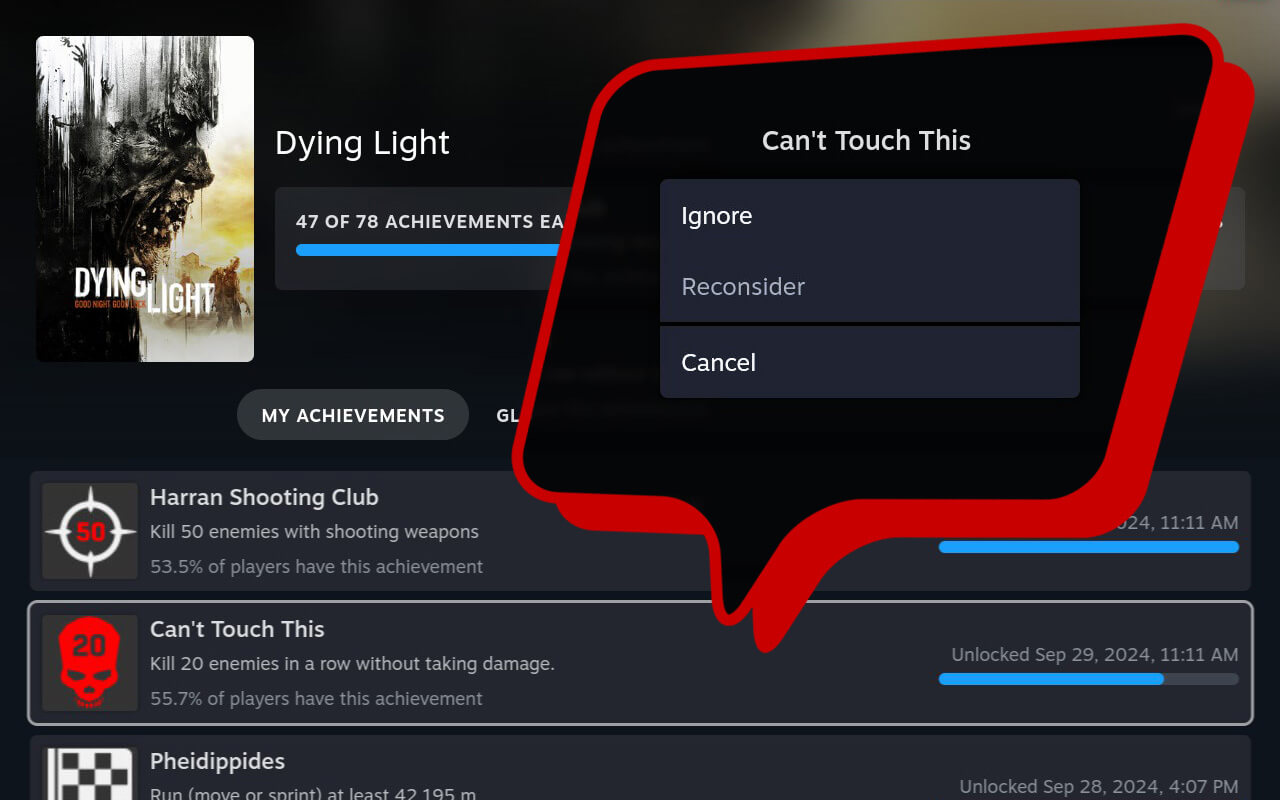 Dying Light
47 OF 78 ACHIEVEMENTS EA
DYING
LIGHT
GOOD NIGHT GOOD LUCK
Can't Touch This
Ignore
Reconsider
Cancel
MY ACHIEVEMENTS
GL
Harran Shooting Club
Kill 50 enemies with shooting weapons
53.5% of players have this achievement
50
024, 11:11 AM
Can't Touch This
Kill 20 enemies in a row without taking damage.
55.7% of players have this achievement
20
Unlocked Sep 29, 2024, 11:11 AM
Pheidippides
Run (move or sprint) at least 42,195 m
Unlocked Sep 28, 2024, 4:07 PM